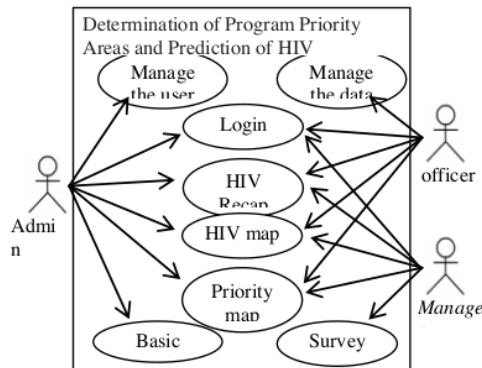 Determination of Program Priority
Areas and Prediction of HIV
Manage
the user
Manage
the data
Login
officer
HIV
Recap
Admi
n
HIV map
Priority
map
Manage
Basic
Survey